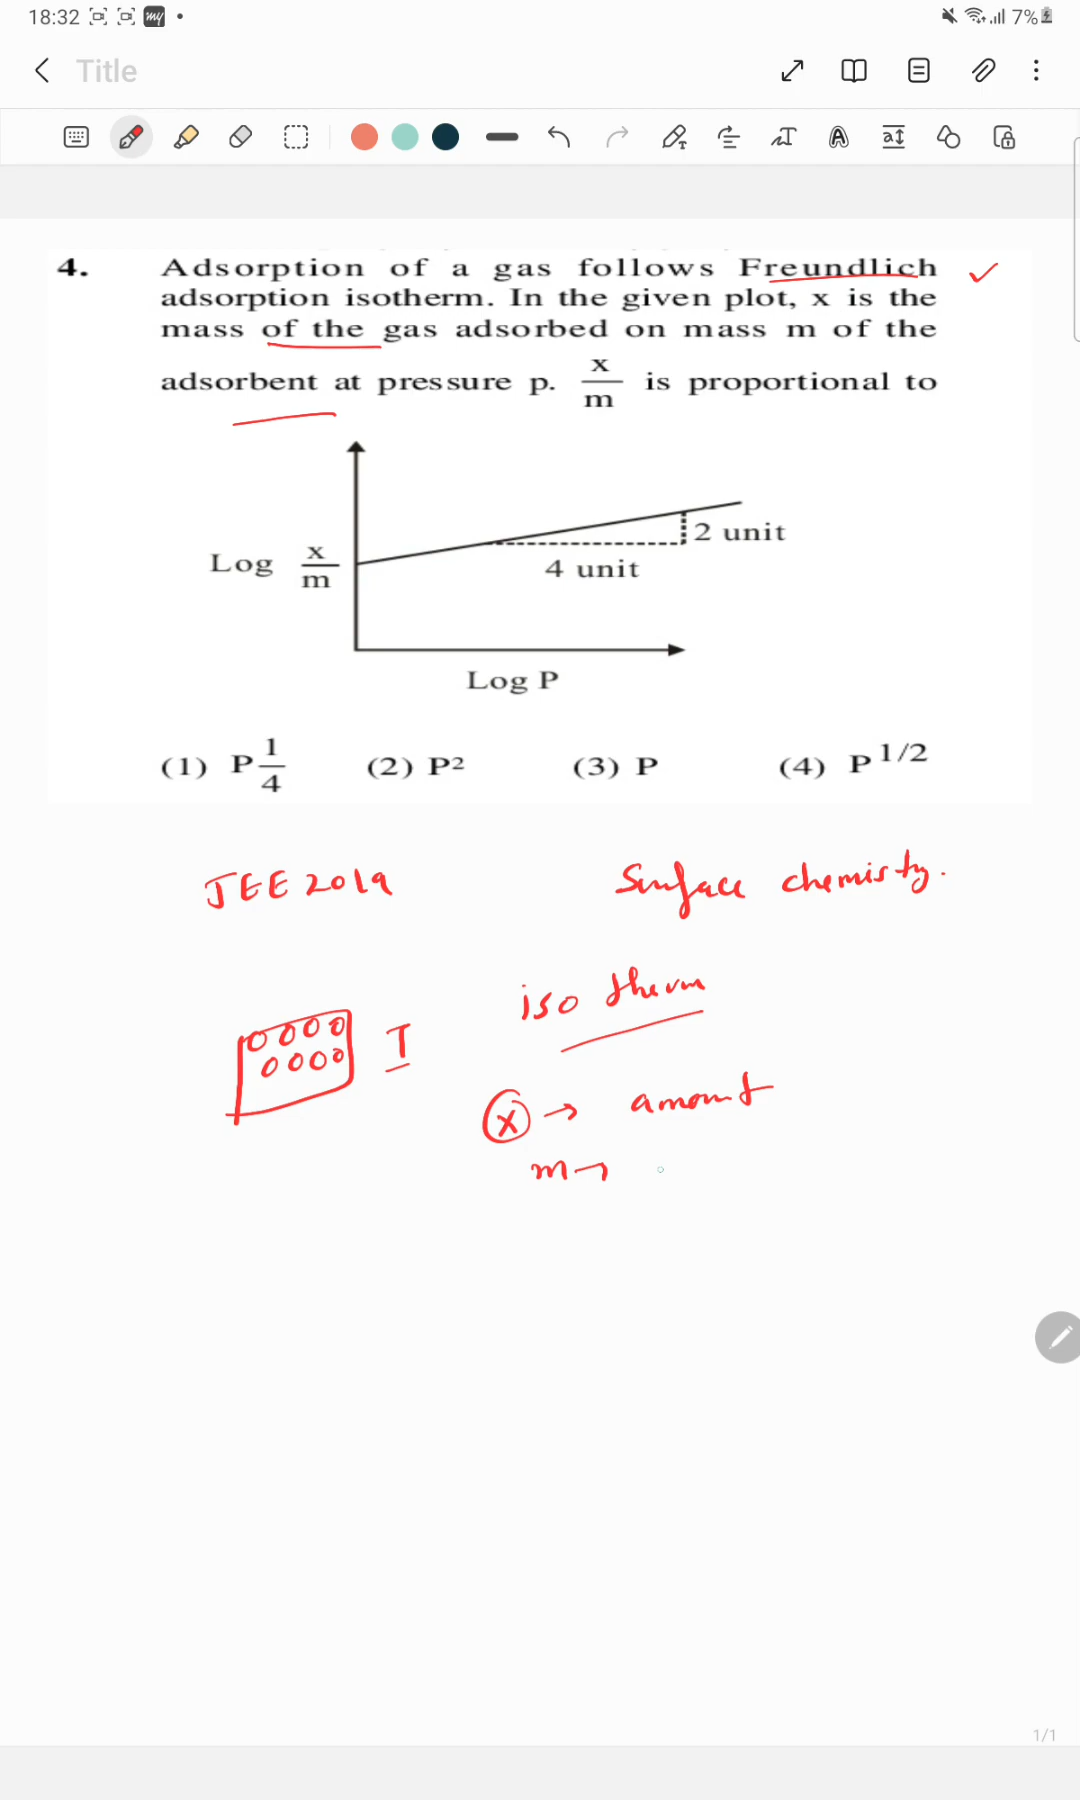 18:32 my 7%
Title
4. Adsorption of a gas follows Freundlich
adsorption isotherm. In the given plot, x is the
mass of the gas adsorbed on mass m of the
adsorbent at pressure p. x/m is proportional to
2 unit
4 unit
Log x/m
Log P
(1) P 1/4 (2) P² (3) P (4) P 1/2
JEE 2019 Surface chemistry.
iso therm
I
x → amount
m →
1/1